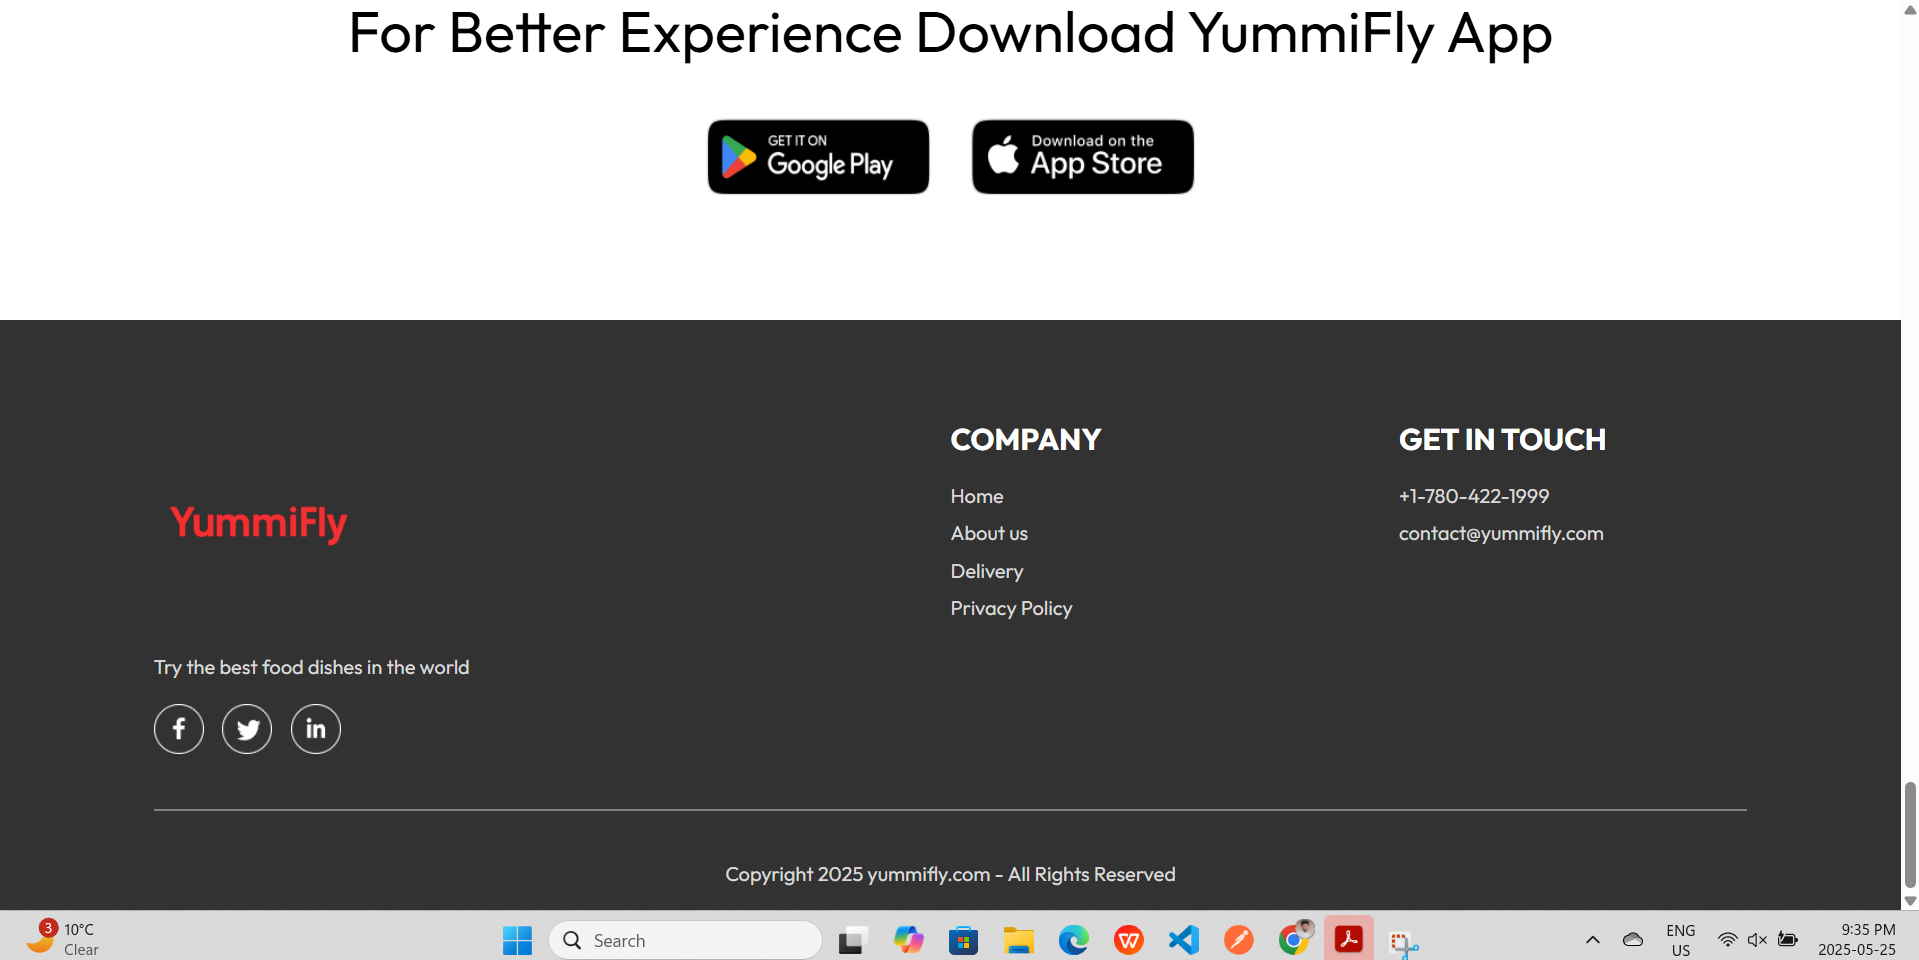 For Better Experience Download YummiFly App
GET IT ON
Google Play
Download on the
App Store
YummiFly
Try the best food dishes in the world
COMPANY
Home
About us
Delivery
Privacy Policy
GET IN TOUCH
+1-780-422-1999
contact@yummifly.com
Copyright 2025 yummifly.com - All Rights Reserved
3
10°C
Clear
Search
ENG
US
9:35 PM
2025-05-25